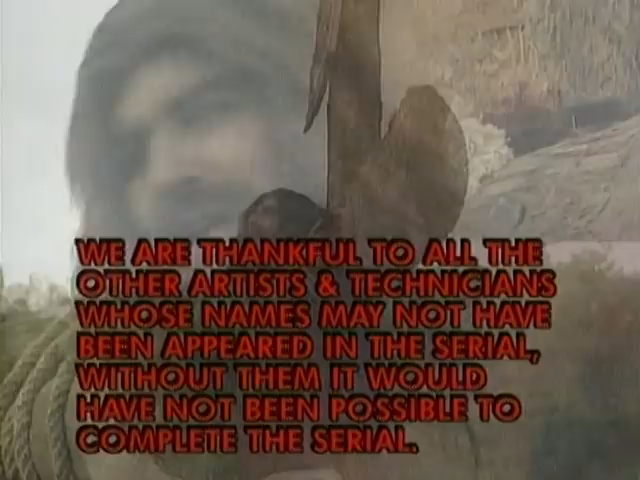 WE ARE THANKFUL TO ALL THE
OTHER ARTISTS & TECHNICIANS
WHOSE NAMES MAY NOT HAVE
BEEN APPEARED IN THE SERIAL,
WITHOUT THEM IT WOULD
HAVE NOT BEEN POSSIBLE TO
COMPLETE THE SERIAL.